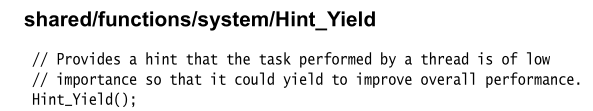 shared/functions/system/Hint_Yield
// Provides a hint that the task performed by a thread is of low
// importance so that it could yield to improve overall performance.
Hint_Yield();